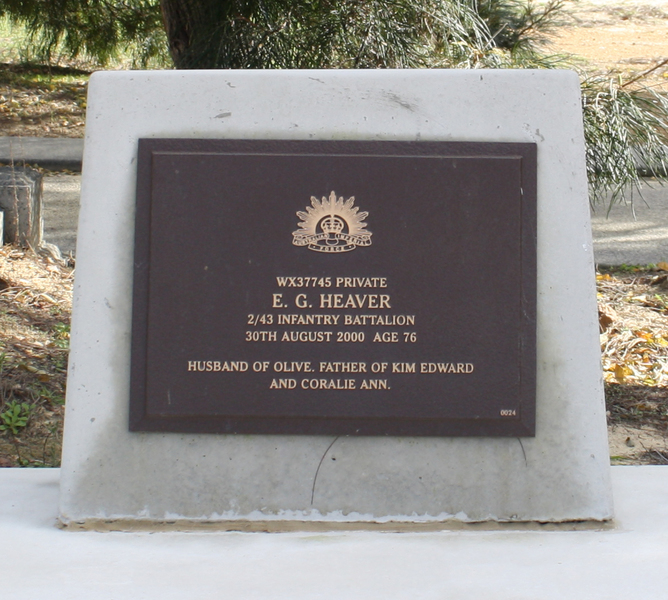 WX37745 PRIVATE
E. G. HEAVER
2/43 INFANTRY BATTALION
30TH AUGUST 2000 AGE 76
HUSBAND OF OLIVE. FATHER OF KIM EDWARD
AND CORALIE ANN.
0024